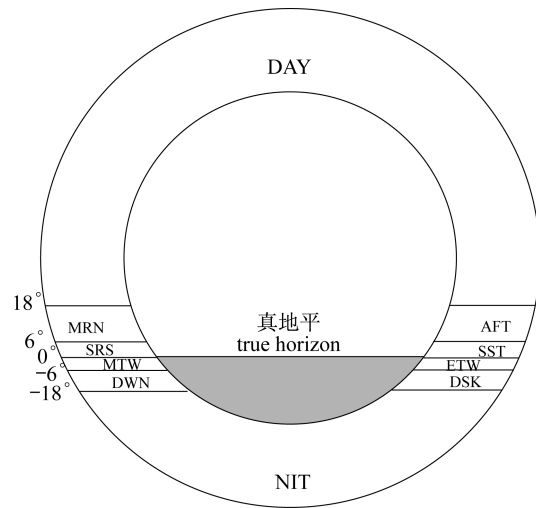 DAY
18°
MRN
AFT
真地平
6°
SRS
true horizon
SST
0°
MTW
ETW
−6°
DWN
DSK
−18°
NIT